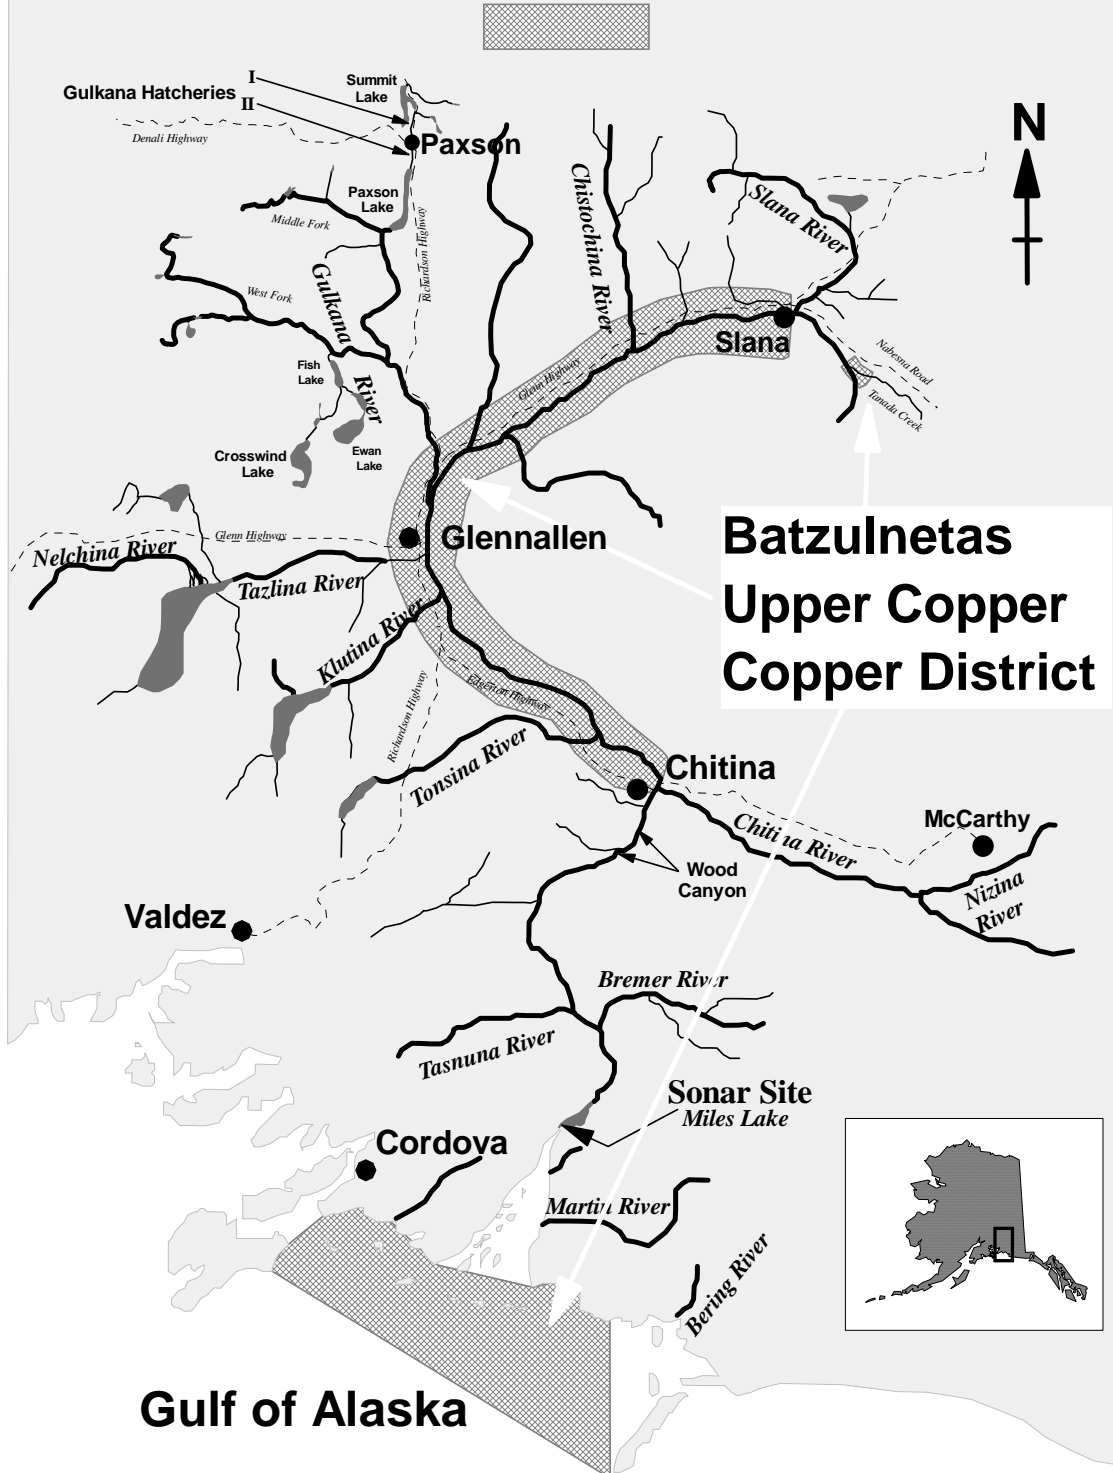 I
Summit
Lake
Gulkana Hatcheries
II
Denali Highway
Paxson
N
Paxson
Lake
Middle Fork
Richardson Highway
Chistochina River
Slana River
Gulkana
River
West Fork
Slana
Nabesna Road
Fish
Lake
Glenn Highway
Tanada Creek
Ewan
Lake
Crosswind
Lake
Glenn Highway
Glennallen
Nelchina River
Tazlina River
Batzulnetas
Upper Copper
Copper District
Klutina River
Edgerton Highway
Richardson Highway
Tonsina River
Chitina
Chitina River
McCarthy
Wood
Canyon
Nizina
River
Valdez
Bremer River
Tasnuna River
Sonar Site
Miles Lake
Cordova
Martin River
Bering River
Gulf of Alaska